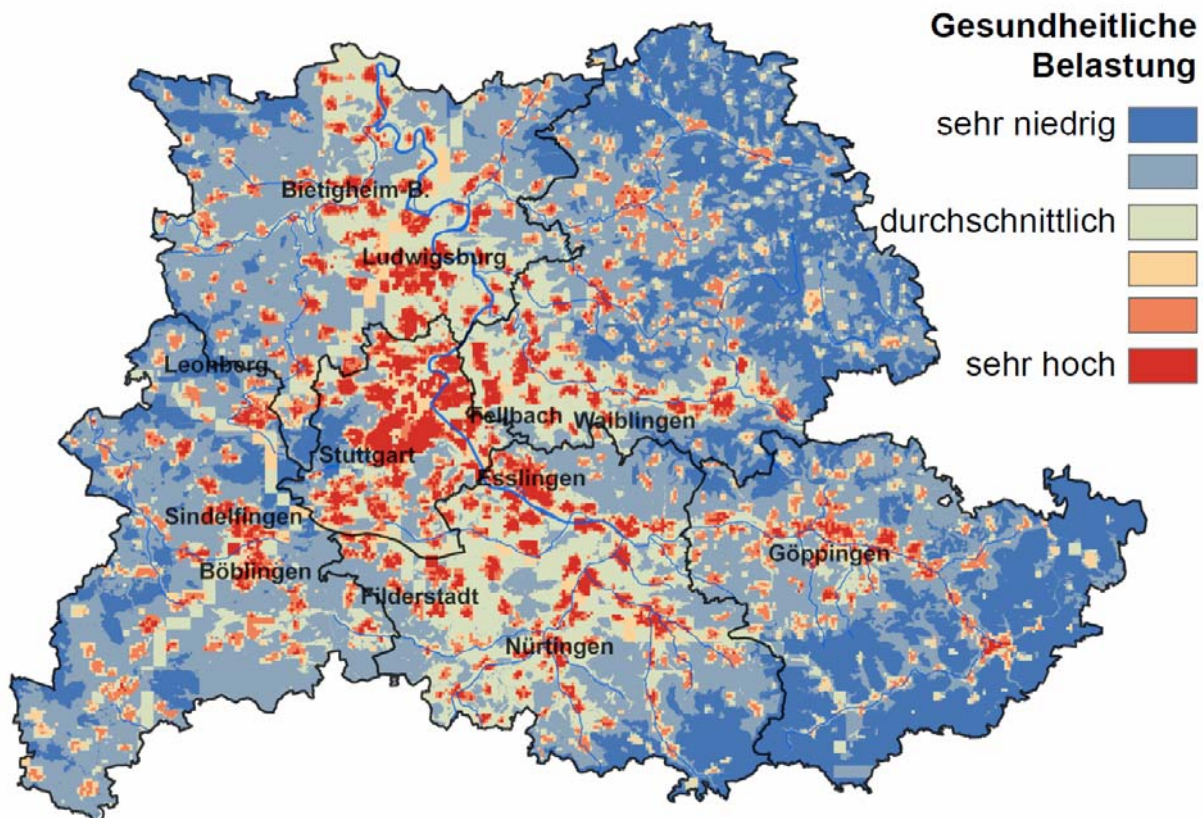 Gesundheitliche
Belastung
sehr niedrig
durchschnittlich
sehr hoch
Bietigheim-B.
Ludwigsburg
Leonberg
Fellbach
Waiblingen
Stuttgart
Esslingen
Sindelfingen
Göppingen
Böblingen
Filderstadt
Nürtingen